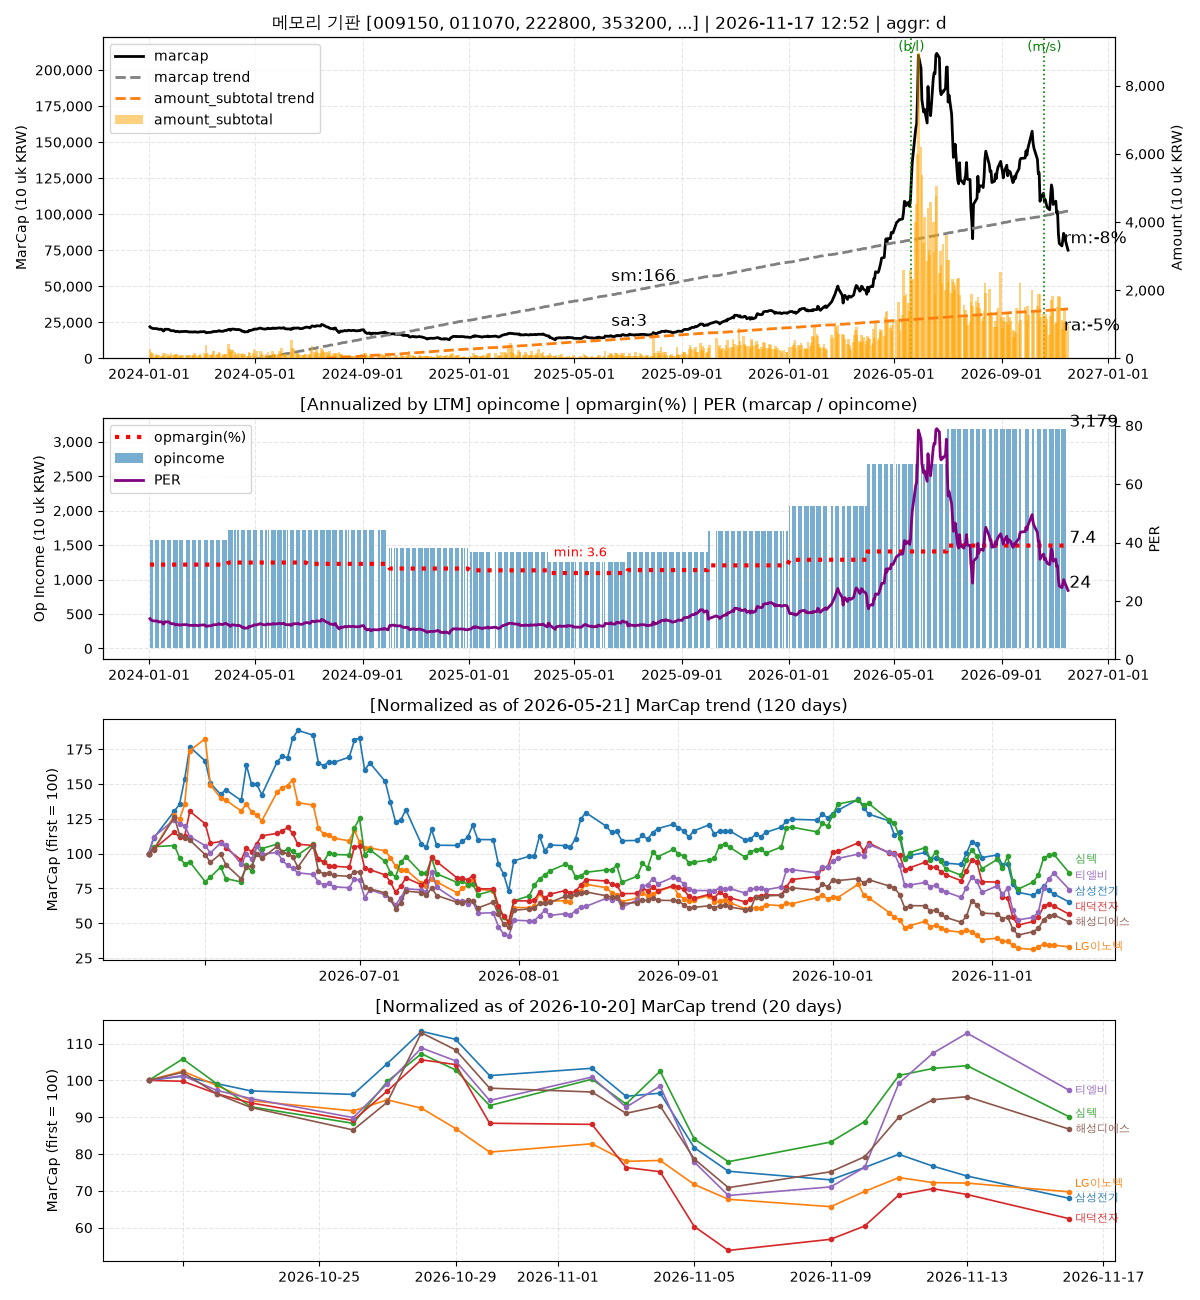 메모리 기판 [009150, 011070, 222800, 353200, ...] | 2026-11-17 12:52 | aggr: d
(b/l)
(m/s)
marcap
marcap trend
amount_subtotal trend
amount_subtotal
MarCap (10 uk KRW)
200,000
175,000
150,000
125,000
100,000
75,000
50,000
25,000
0
8,000
6,000
4,000
2,000
0
Amount (10 uk KRW)
sm:166
sa:3
rm:-8%
ra:-5%
2024-01-01
2024-05-01
2024-09-01
2025-01-01
2025-05-01
2025-09-01
2026-01-01
2026-05-01
2026-09-01
2027-01-01
[Annualized by LTM] opincome | opmargin(%) | PER (marcap / opincome)
opmargin(%)
opincome
PER
Op Income (10 uk KRW)
3,000
2,500
2,000
1,500
1,000
500
0
min: 3.6
3,179
7.4
24
80
60
40
20
0
PER
2024-01-01
2024-05-01
2024-09-01
2025-01-01
2025-05-01
2025-09-01
2026-01-01
2026-05-01
2026-09-01
2027-01-01
[Normalized as of 2026-05-21] MarCap trend (120 days)
MarCap (first = 100)
175
150
125
100
75
50
25
심텍
티엘비
삼성전기
대덕전자
해성디에스
LG이노텍
2026-07-01
2026-08-01
2026-09-01
2026-10-01
2026-11-01
[Normalized as of 2026-10-20] MarCap trend (20 days)
MarCap (first = 100)
110
100
90
80
70
60
티엘비
심텍
해성디에스
LG이노텍
삼성전기
대덕전자
2026-10-25
2026-10-29
2026-11-01
2026-11-05
2026-11-09
2026-11-13
2026-11-17